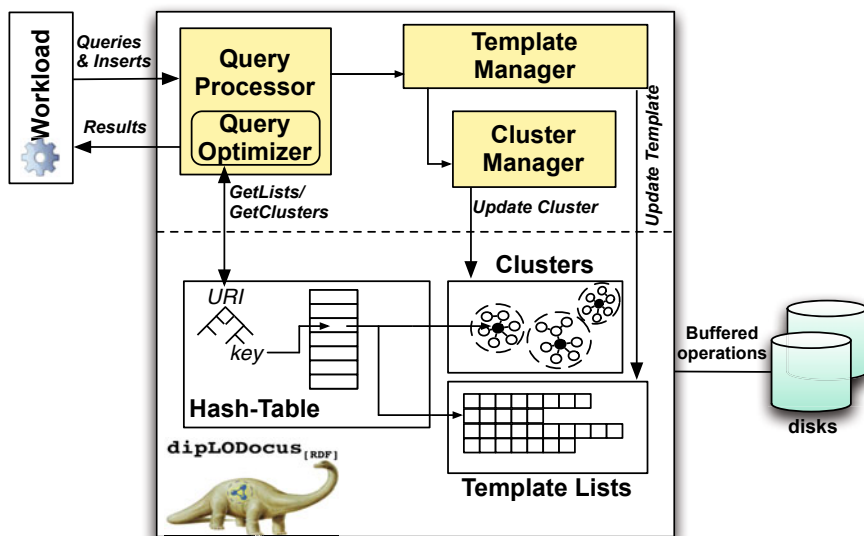 Workload
Queries
& Inserts
Results
Query
Processor
Query
Optimizer
Template
Manager
Cluster
Manager
Update Template
GetLists/
GetClusters
Update Cluster
Clusters
URI
key
Hash-Table
Template Lists
Buffered
operations
disks
dipLODocus[RDF]